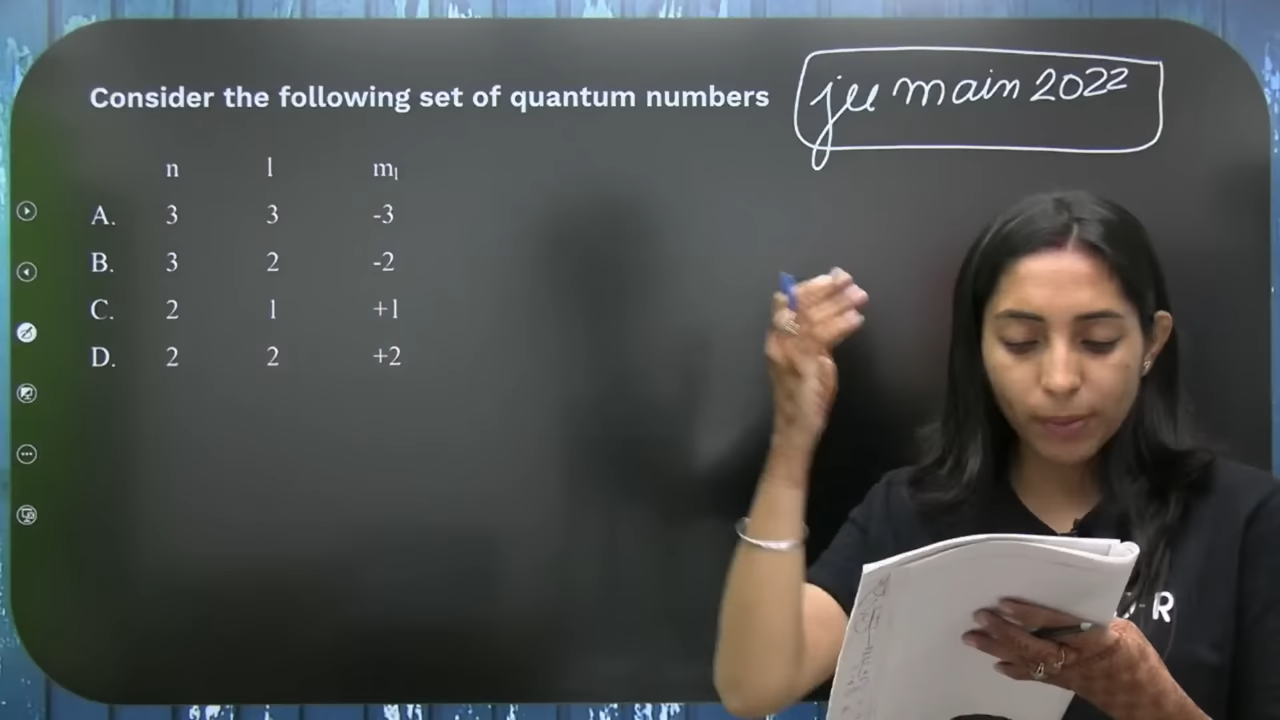 Consider the following set of quantum numbers
jee main 2022
n l mₗ
A. 3 3 -3
B. 3 2 -2
C. 2 1 +1
D. 2 2 +2
R